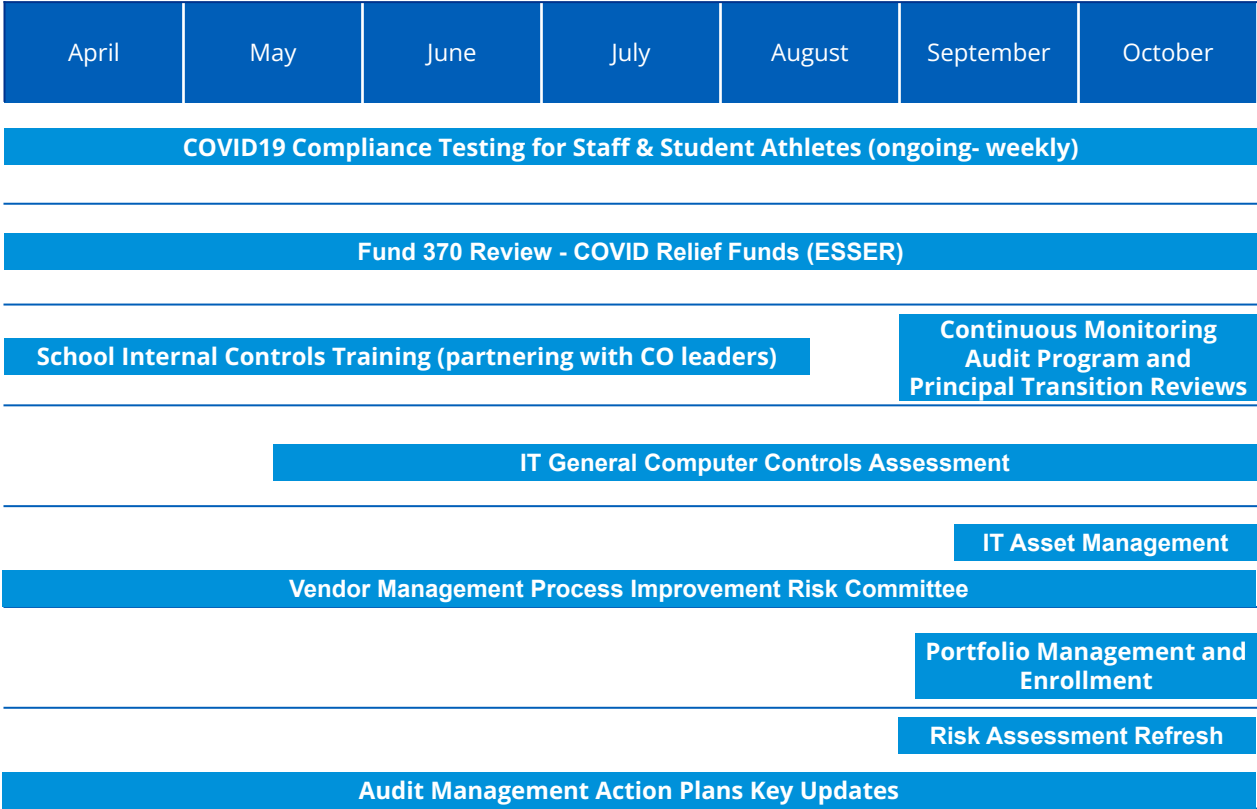 April May June July August September October
COVID19 Compliance Testing for Staff & Student Athletes (ongoing- weekly)
Fund 370 Review - COVID Relief Funds (ESSER)
School Internal Controls Training (partnering with CO leaders)
Continuous Monitoring
Audit Program and
Principal Transition Reviews
IT General Computer Controls Assessment
IT Asset Management
Vendor Management Process Improvement Risk Committee
Portfolio Management and
Enrollment
Risk Assessment Refresh
Audit Management Action Plans Key Updates